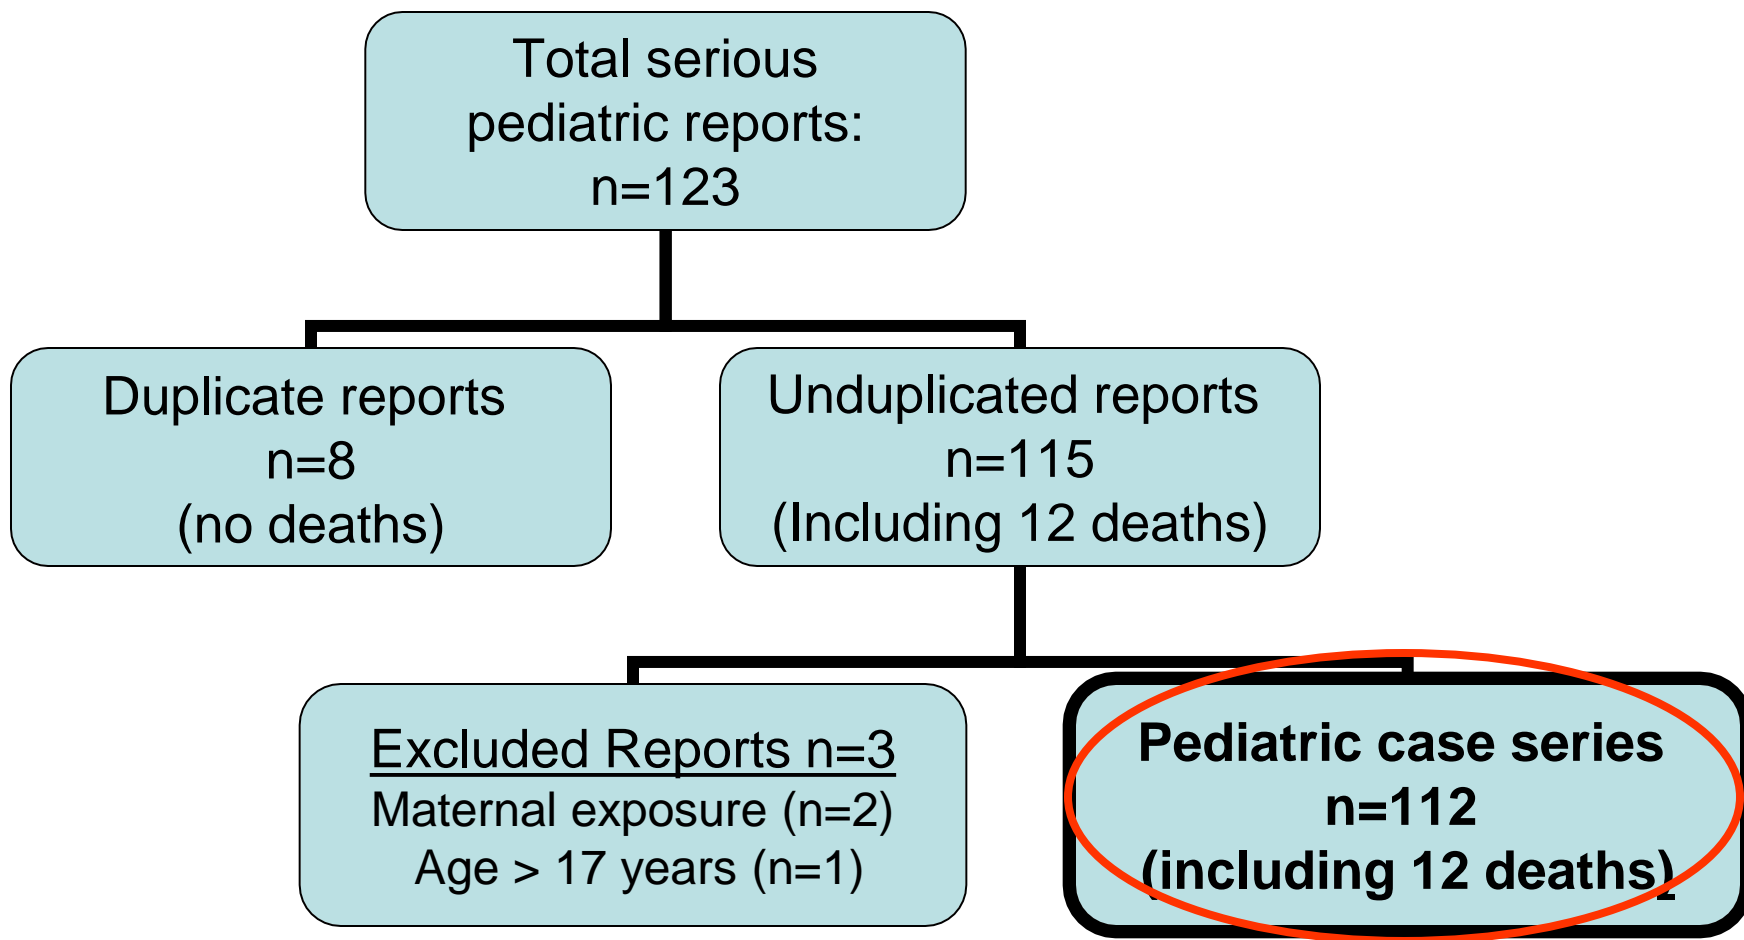 Total serious
pediatric reports:
n=123
Duplicate reports
n=8
(no deaths)
Unduplicated reports
n=115
(Including 12 deaths)
Excluded Reports n=3
Maternal exposure (n=2)
Age > 17 years (n=1)
Pediatric case series
n=112
(including 12 deaths)